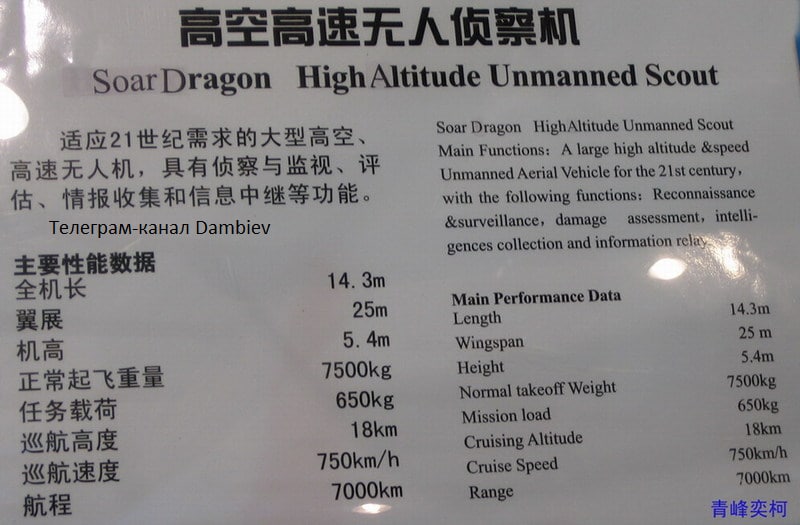 高空高速无人侦察机
Soar Dragon High Altitude Unmanned Scout
适应21世纪需求的大型高空、
高速无人机，具有侦察与监视、评
估、情报收集和信息中继等功能。
Телеграм-канал Dambiev
主要性能数据
全机长 14.3m
翼展 25m
机高 5.4m
正常起飞重量 7500kg
任务载荷 650kg
巡航高度 18km
巡航速度 750km/h
航程 7000km
Soar Dragon HighAltitude Unmanned Scout
Main Functions: A large high altitude &speed
Unmanned Aerial Vehicle for the 21st century,
with the following functions: Reconnaissance
&surveillance, damage assessment, intelli-
gences collection and information relay.
Main Performance Data
Length 14.3m
Wingspan 25 m
Height 5.4m
Normal takeoff Weight 7500kg
Mission load 650kg
Cruising Altitude 18km
Cruise Speed 750km/h
Range 7000km
青峰奕柯